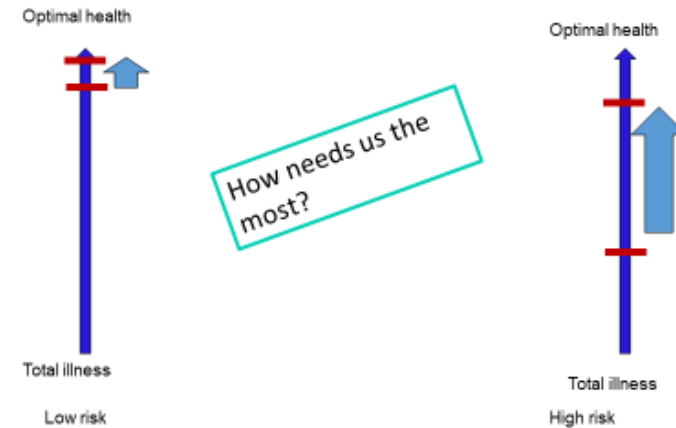 Optimal health
Optimal health
How needs us the
most?
Total illness
Total illness
Low risk
High risk